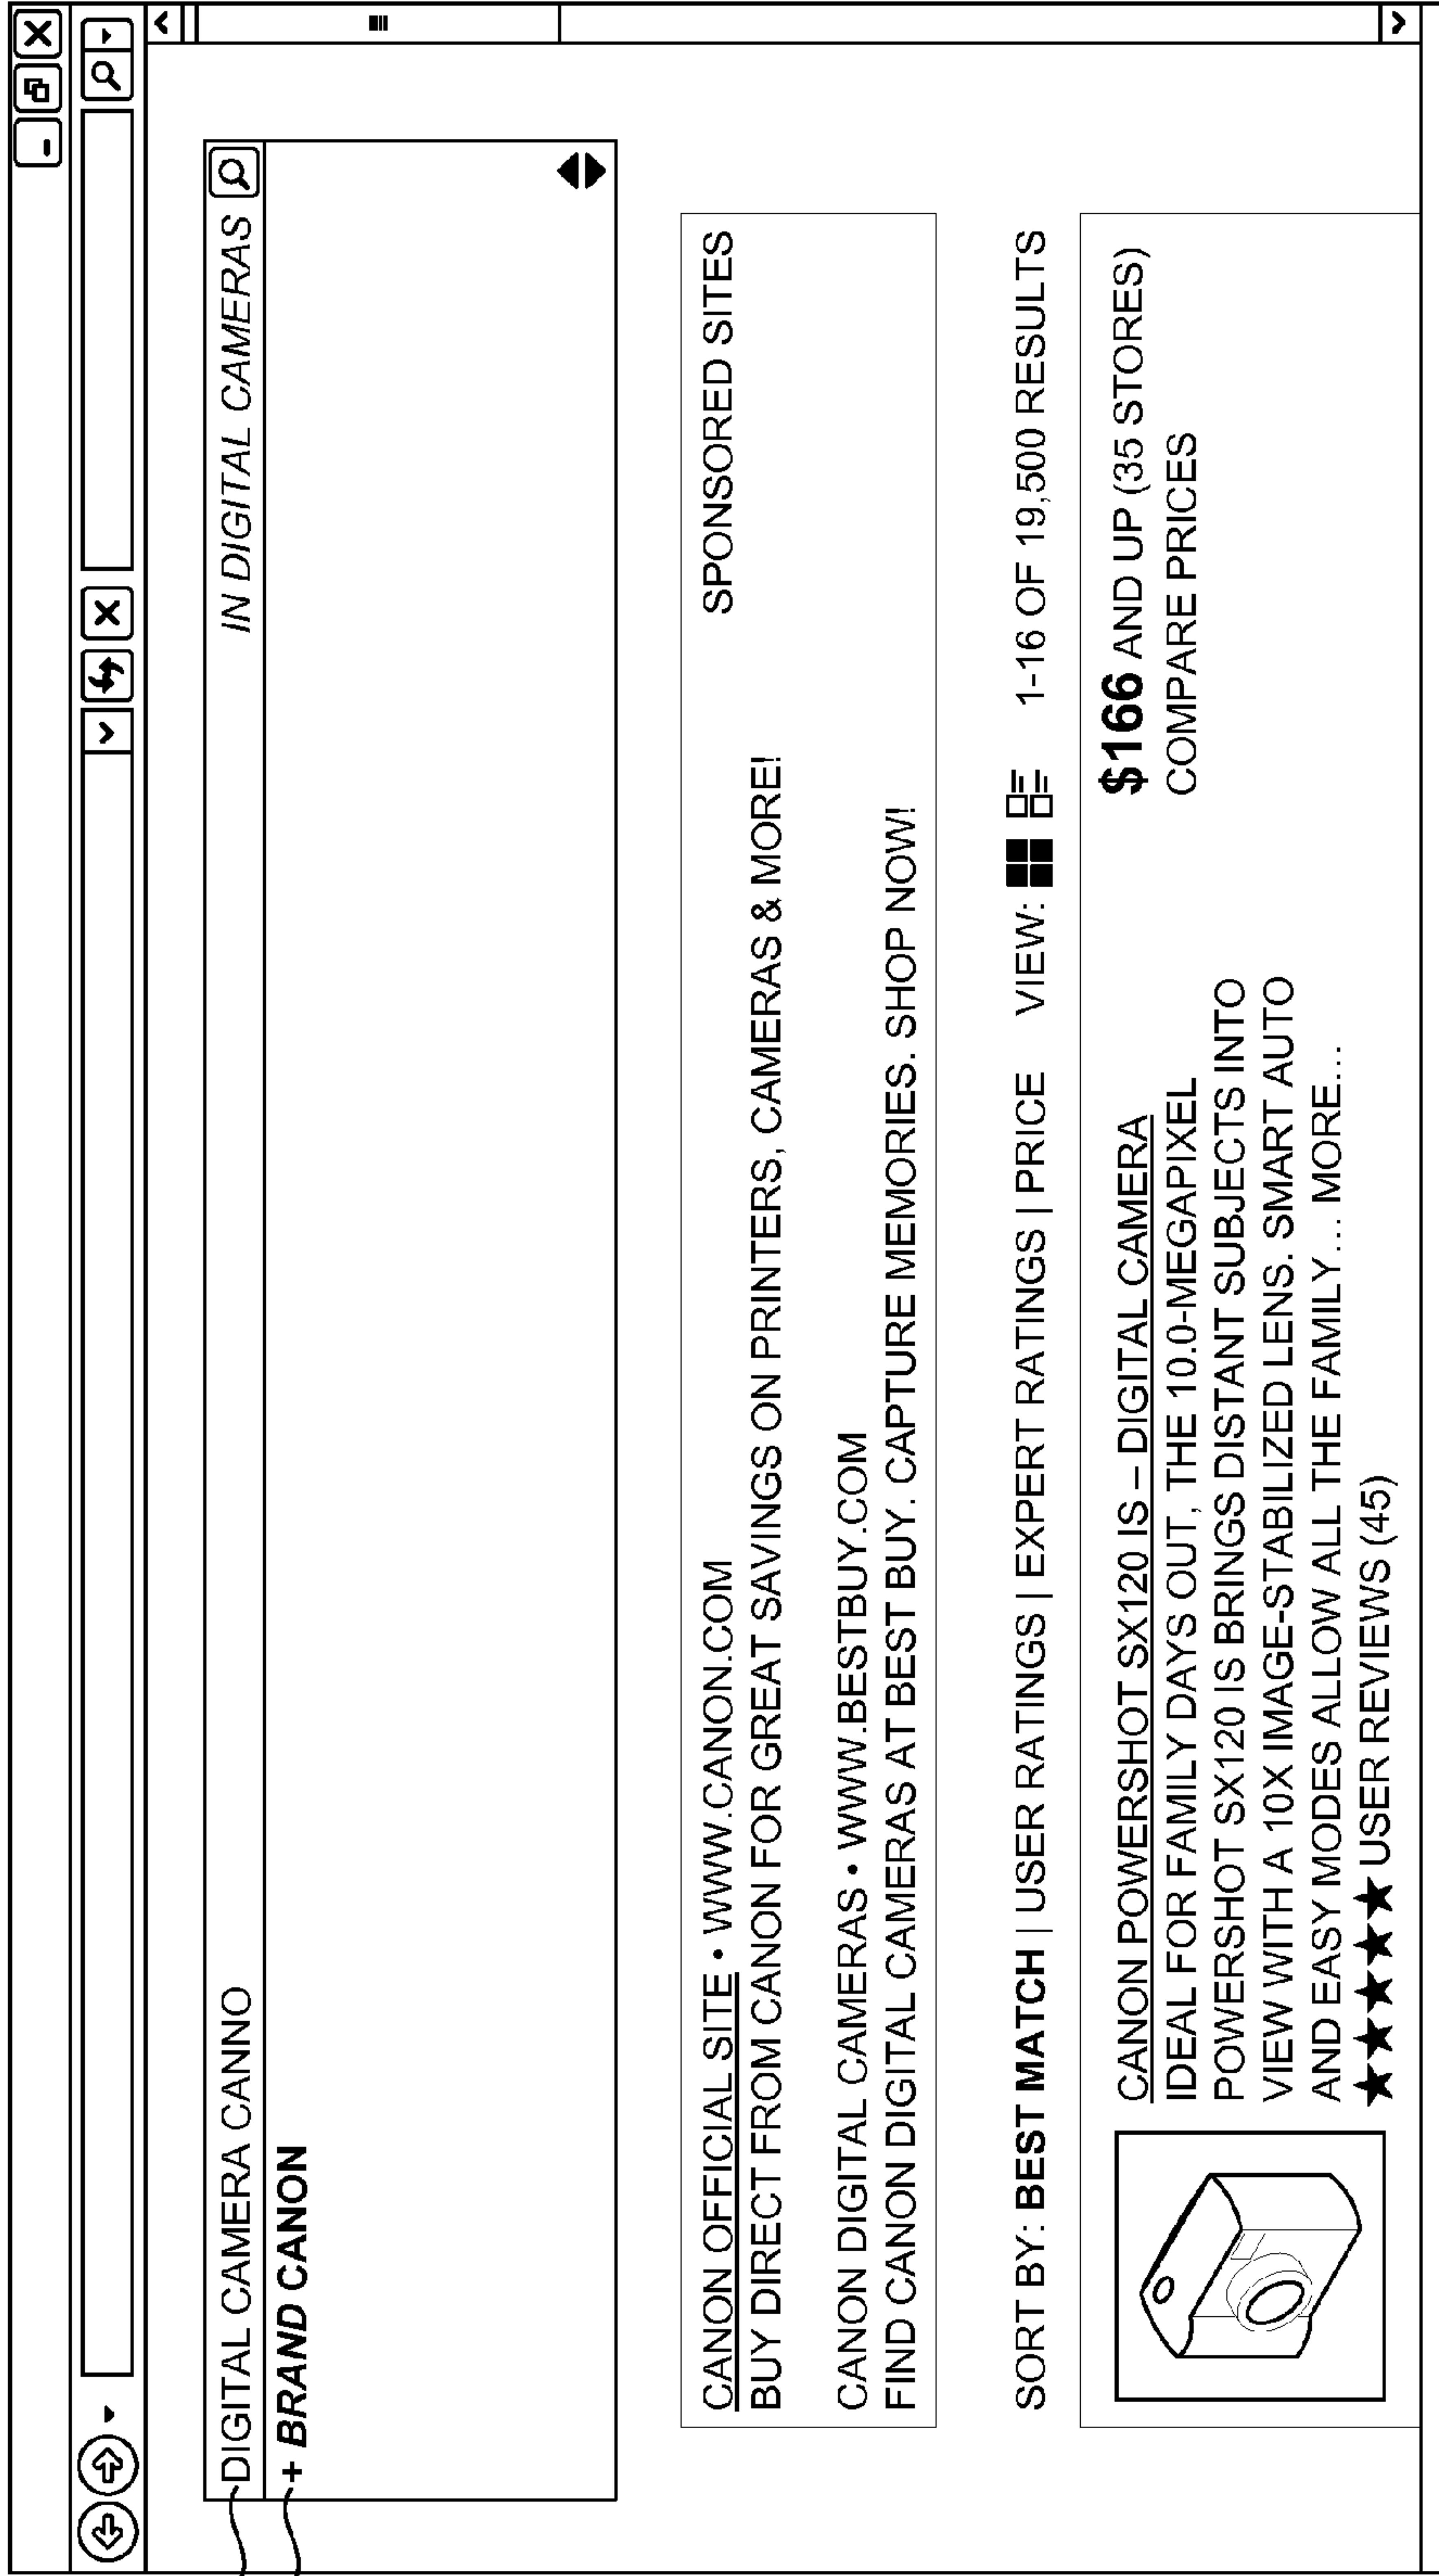 DIGITAL CAMERA CANNO IN DIGITAL CAMERAS
+ BRAND CANON
CANON OFFICIAL SITE • WWW.CANON.COM SPONSORED SITES
BUY DIRECT FROM CANON FOR GREAT SAVINGS ON PRINTERS, CAMERAS & MORE!
CANON DIGITAL CAMERAS • WWW.BESTBUY.COM
FIND CANON DIGITAL CAMERAS AT BEST BUY. CAPTURE MEMORIES. SHOP NOW!
SORT BY: BEST MATCH | USER RATINGS | EXPERT RATINGS | PRICE VIEW: 1-16 OF 19,500 RESULTS
CANON POWERSHOT SX120 IS – DIGITAL CAMERA $166 AND UP (35 STORES)
IDEAL FOR FAMILY DAYS OUT, THE 10.0-MEGAPIXEL COMPARE PRICES
POWERSHOT SX120 IS BRINGS DISTANT SUBJECTS INTO
VIEW WITH A 10X IMAGE-STABILIZED LENS. SMART AUTO
AND EASY MODES ALLOW ALL THE FAMILY... MORE...
★★★★★ USER REVIEWS (45)